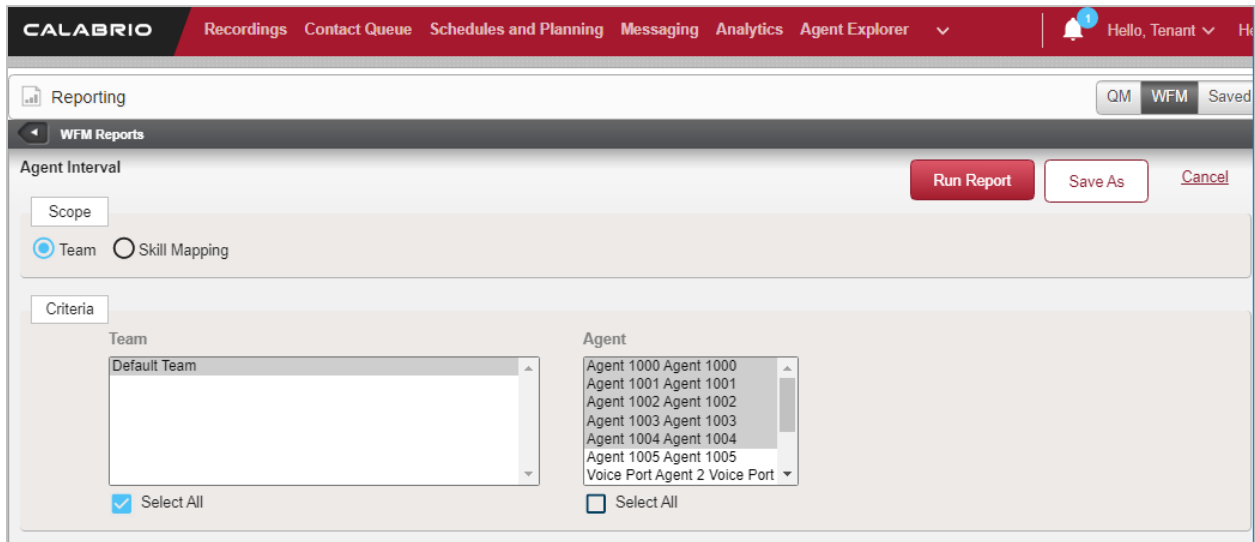 CALABRIO Recordings Contact Queue Schedules and Planning Messaging Analytics Agent Explorer 1 Hello, Tenant
Reporting QM WFM Saved
WFM Reports
Agent Interval Run Report Save As Cancel
Scope
Team Skill Mapping
Criteria
Team Agent
Default Team Agent 1000 Agent 1000
Agent 1001 Agent 1001
Agent 1002 Agent 1002
Agent 1003 Agent 1003
Agent 1004 Agent 1004
Agent 1005 Agent 1005
Voice Port Agent 2 Voice Port
Select All Select All